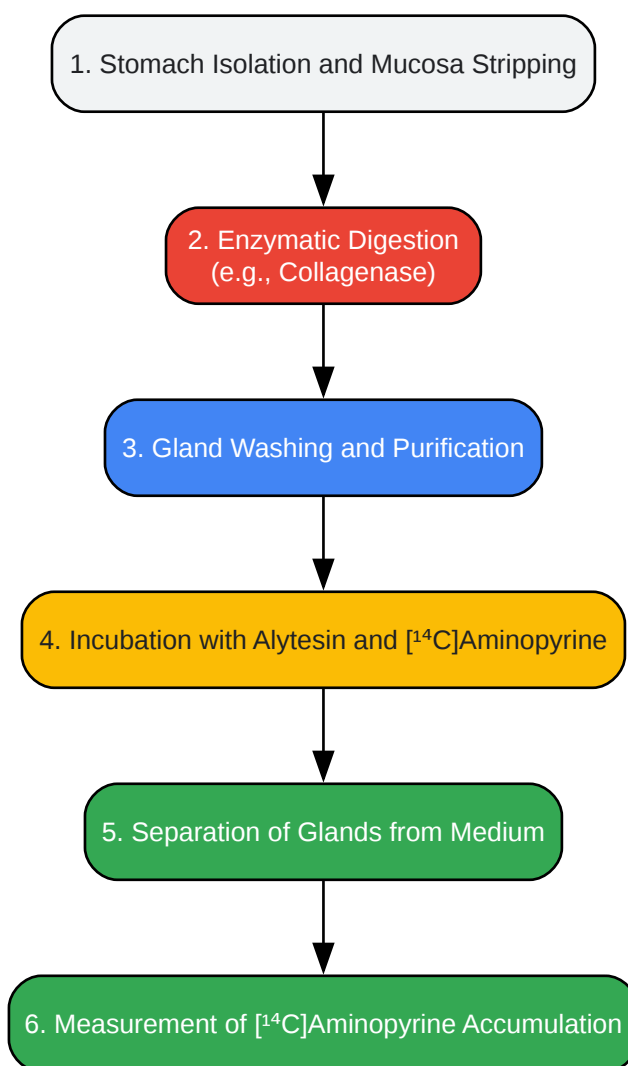 1. Stomach Isolation and Mucosa Stripping
2. Enzymatic Digestion
(e.g., Collagenase)
3. Gland Washing and Purification
4. Incubation with Alytesin and [¹⁴C]Aminopyrine
5. Separation of Glands from Medium
6. Measurement of [¹⁴C]Aminopyrine Accumulation